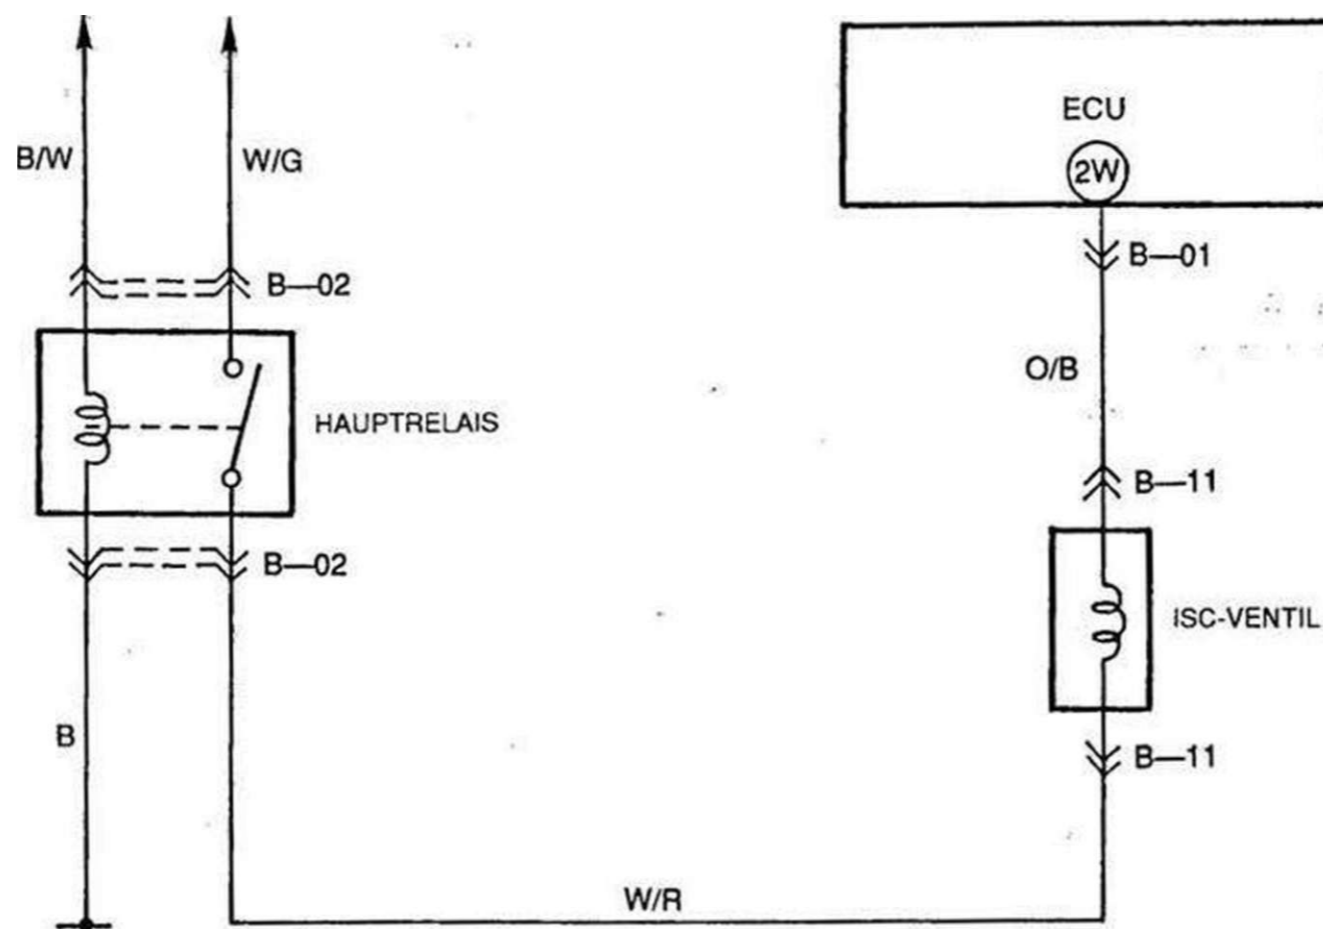 ECU
2W
B/W
W/G
B—01
B—02
O/B
HAUPTRELAIS
B—11
B—02
ISC-VENTIL
B
B—11
W/R